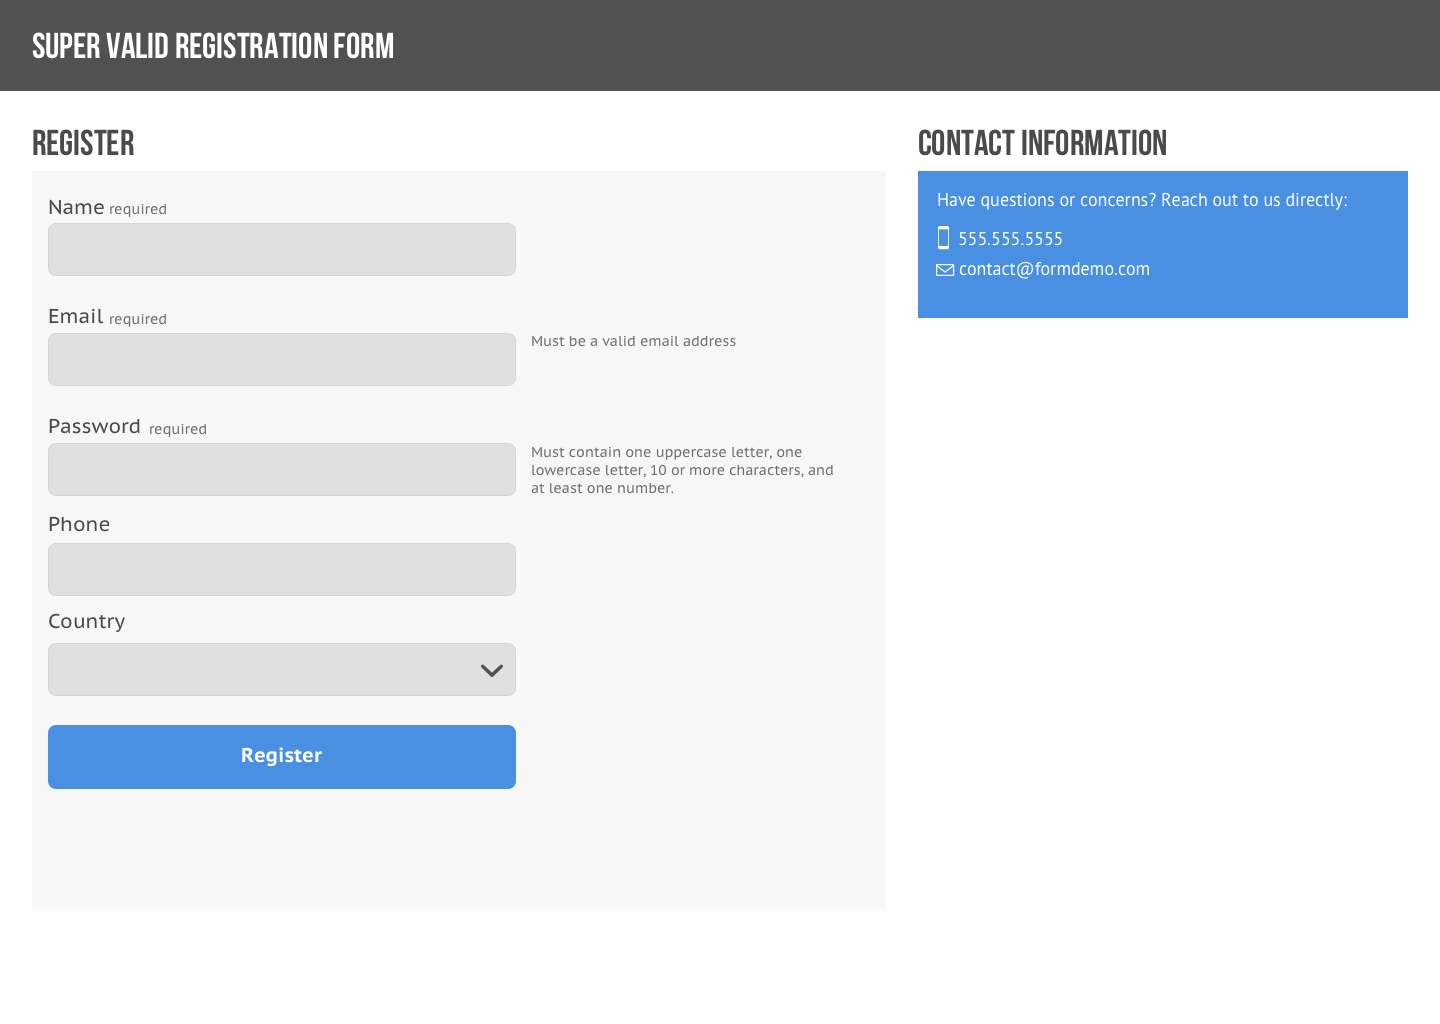 SUPER VALID REGISTRATION FORM
REGISTER
Name required
Email required
Must be a valid email address
Password required
Must contain one uppercase letter, one
lowercase letter, 10 or more characters, and
at least one number.
Phone
Country
Register
CONTACT INFORMATION
Have questions or concerns? Reach out to us directly:
555.555.5555
contact@formdemo.com